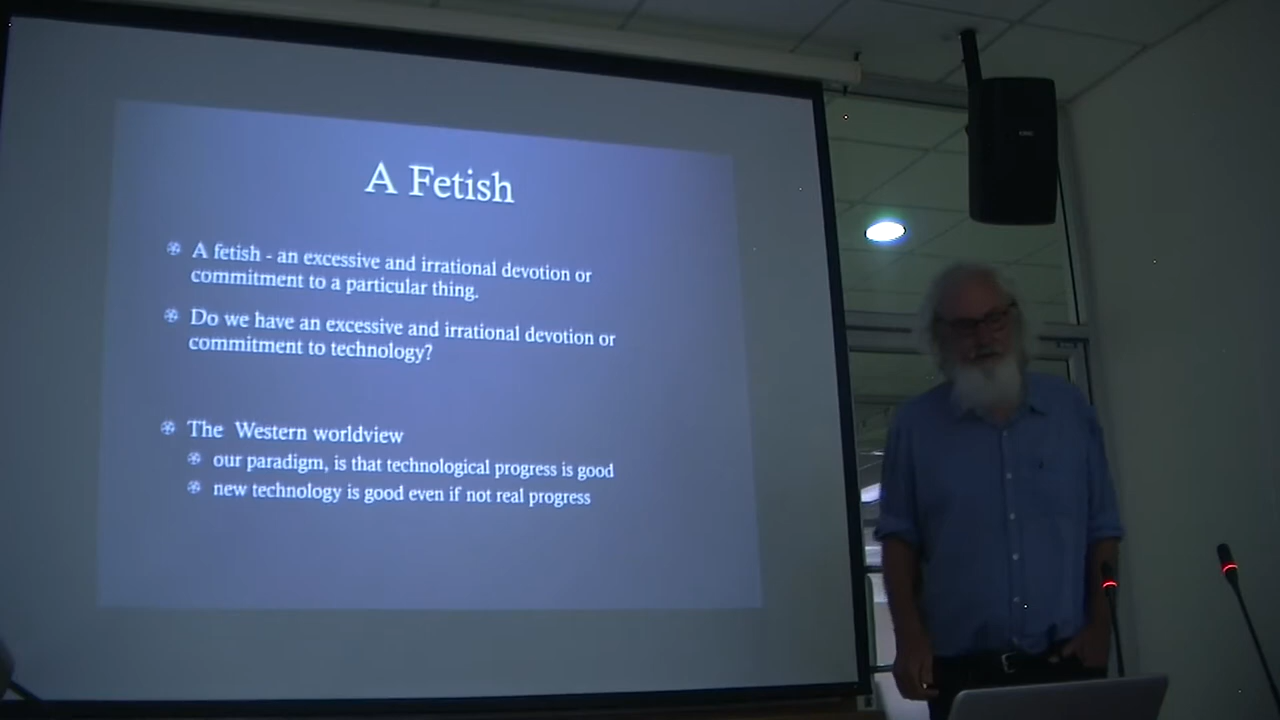 A Fetish
A fetish - an excessive and irrational devotion or
commitment to a particular thing.
Do we have an excessive and irrational devotion or
commitment to technology?
The Western worldview
our paradigm, is that technological progress is good
new technology is good even if not real progress